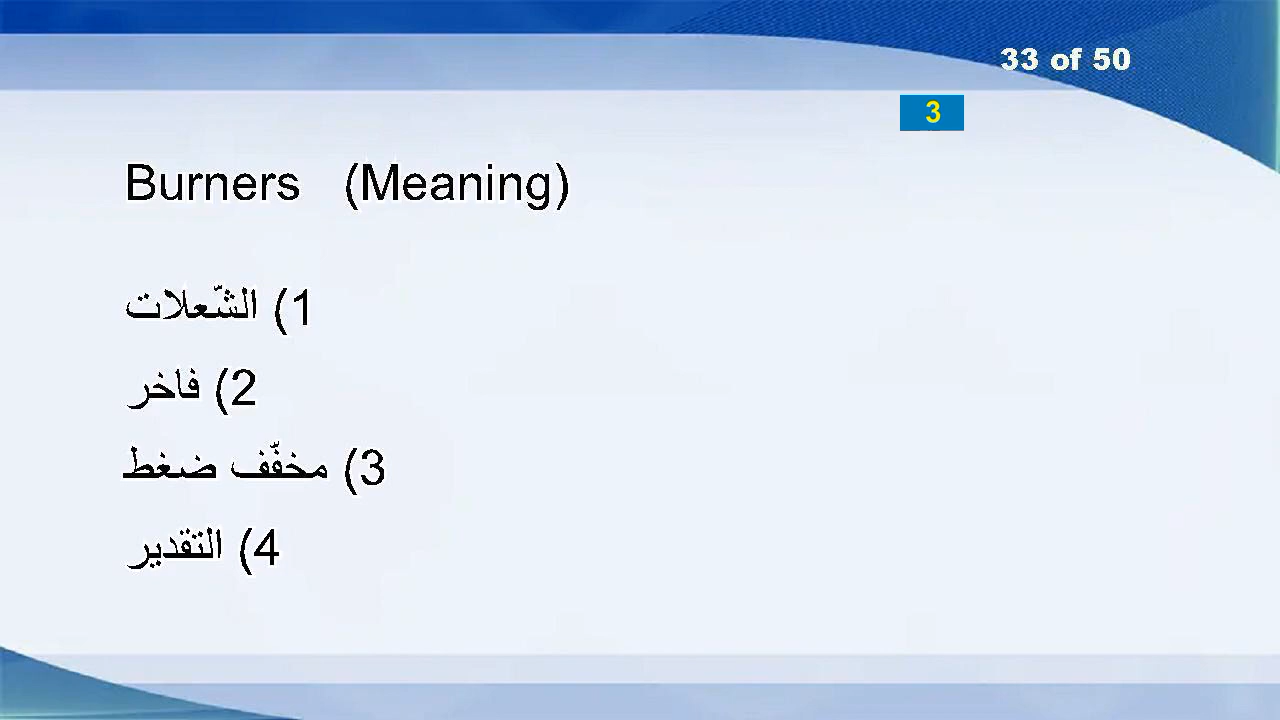 33 of 50
3
Burners (Meaning)
1) الشّعلات
2) فاخر
3) مخفّف ضغط
4) التقدير